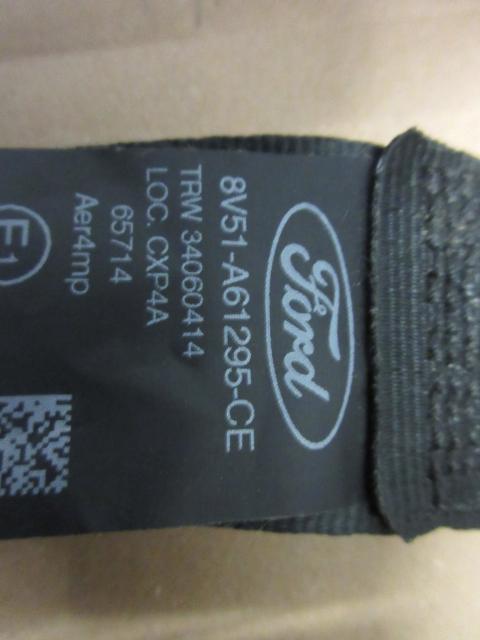 Ford
8V51-A61295-CE
TRW 34060414
LOC. CXP4A
65714
Aer4mp
E1